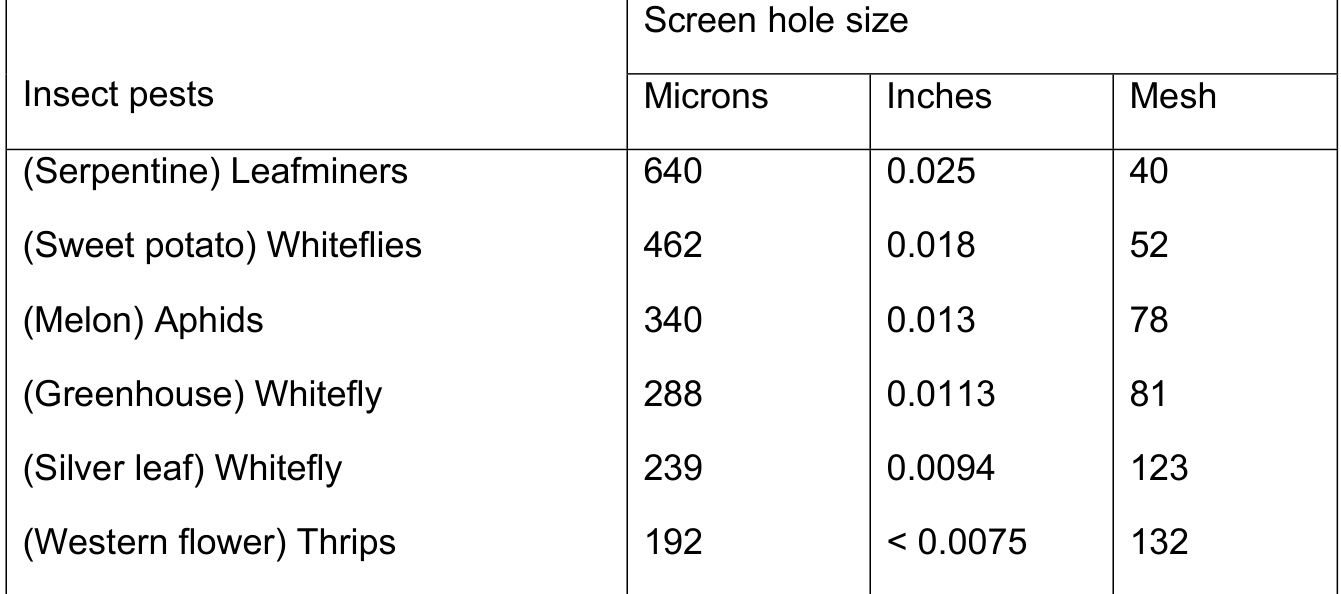 Screen hole size
Insect pests Microns Inches Mesh
(Serpentine) Leafminers 640 0.025 40
(Sweet potato) Whiteflies 462 0.018 52
(Melon) Aphids 340 0.013 78
(Greenhouse) Whitefly 288 0.0113 81
(Silver leaf) Whitefly 239 0.0094 123
(Western flower) Thrips 192 < 0.0075 132